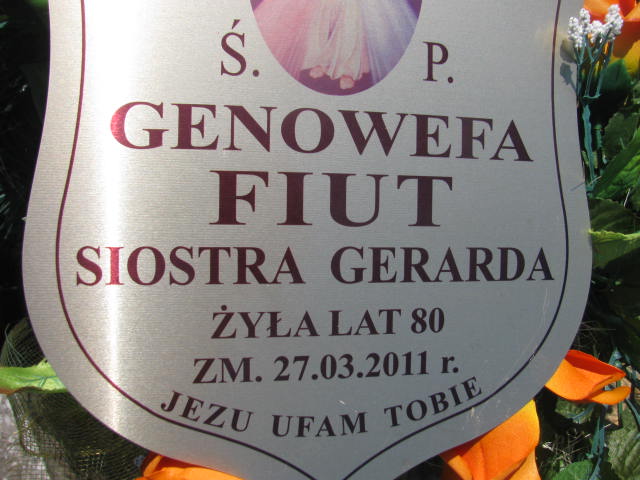 Ś. P.
GENOWEFA
FIUT
SIOSTRA GERARDA
ŻYŁA LAT 80
ZM. 27.03.2011 r.
JEZU UFAM TOBIE